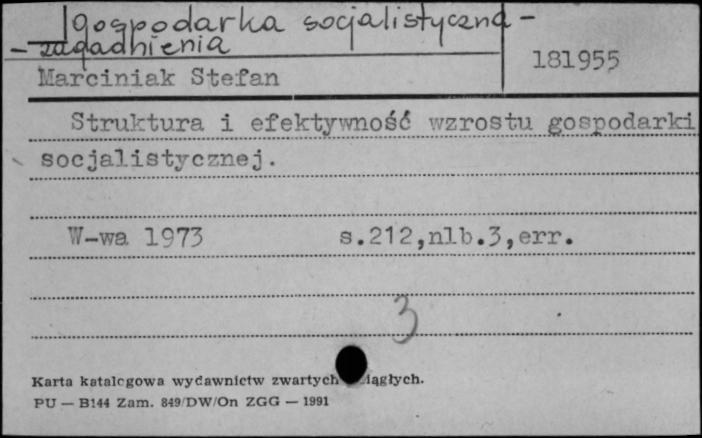 gospodarka socjalistyczna -
- zagadnienia
181955
Marciniak Stefan
Struktura i efektywność wzrostu gospodarki
socjalistycznej.
W-wa 1973 s.212,nlb.3,err.
3
Karta katalogowa wydawnictw zwartych
PU — B144 Zam. 849/DW/On ZGG — 1991